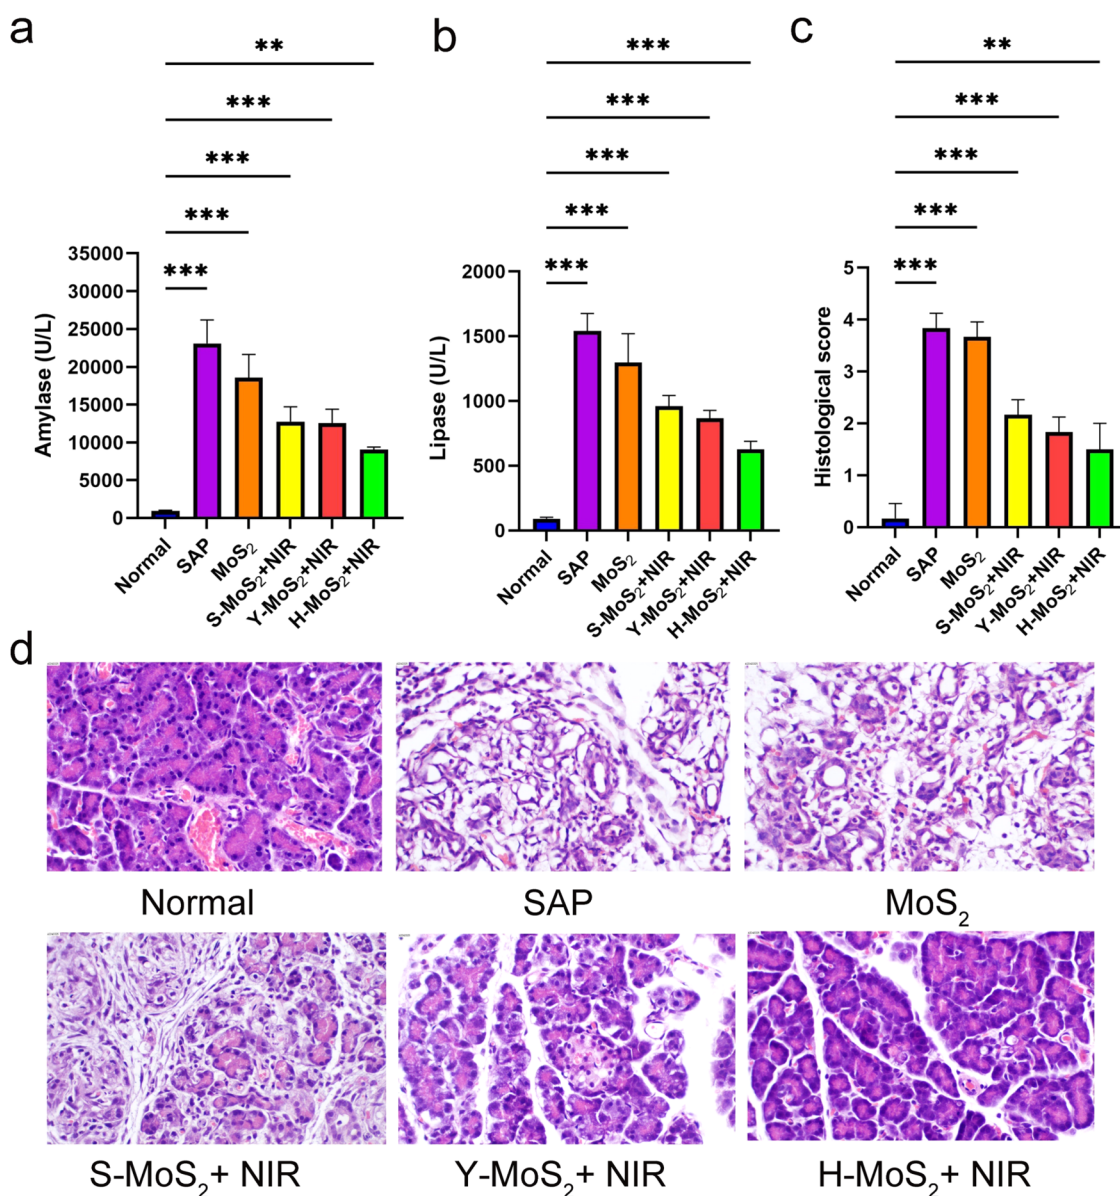 a
**
***
***
***
***
Amylase (U/L)
35000
30000
25000
20000
15000
10000
5000
0
Normal
SAP
MoS₂
S-MoS₂+NIR
Y-MoS₂+NIR
H-MoS₂+NIR
b
***
***
***
***
***
Lipase (U/L)
2000
1500
1000
500
0
Normal
SAP
MoS₂
S-MoS₂+NIR
Y-MoS₂+NIR
H-MoS₂+NIR
c
**
***
***
***
***
Histological score
5
4
3
2
1
0
Normal
SAP
MoS₂
S-MoS₂+NIR
Y-MoS₂+NIR
H-MoS₂+NIR
d
Normal
SAP
MoS₂
S-MoS₂+ NIR
Y-MoS₂+ NIR
H-MoS₂+ NIR